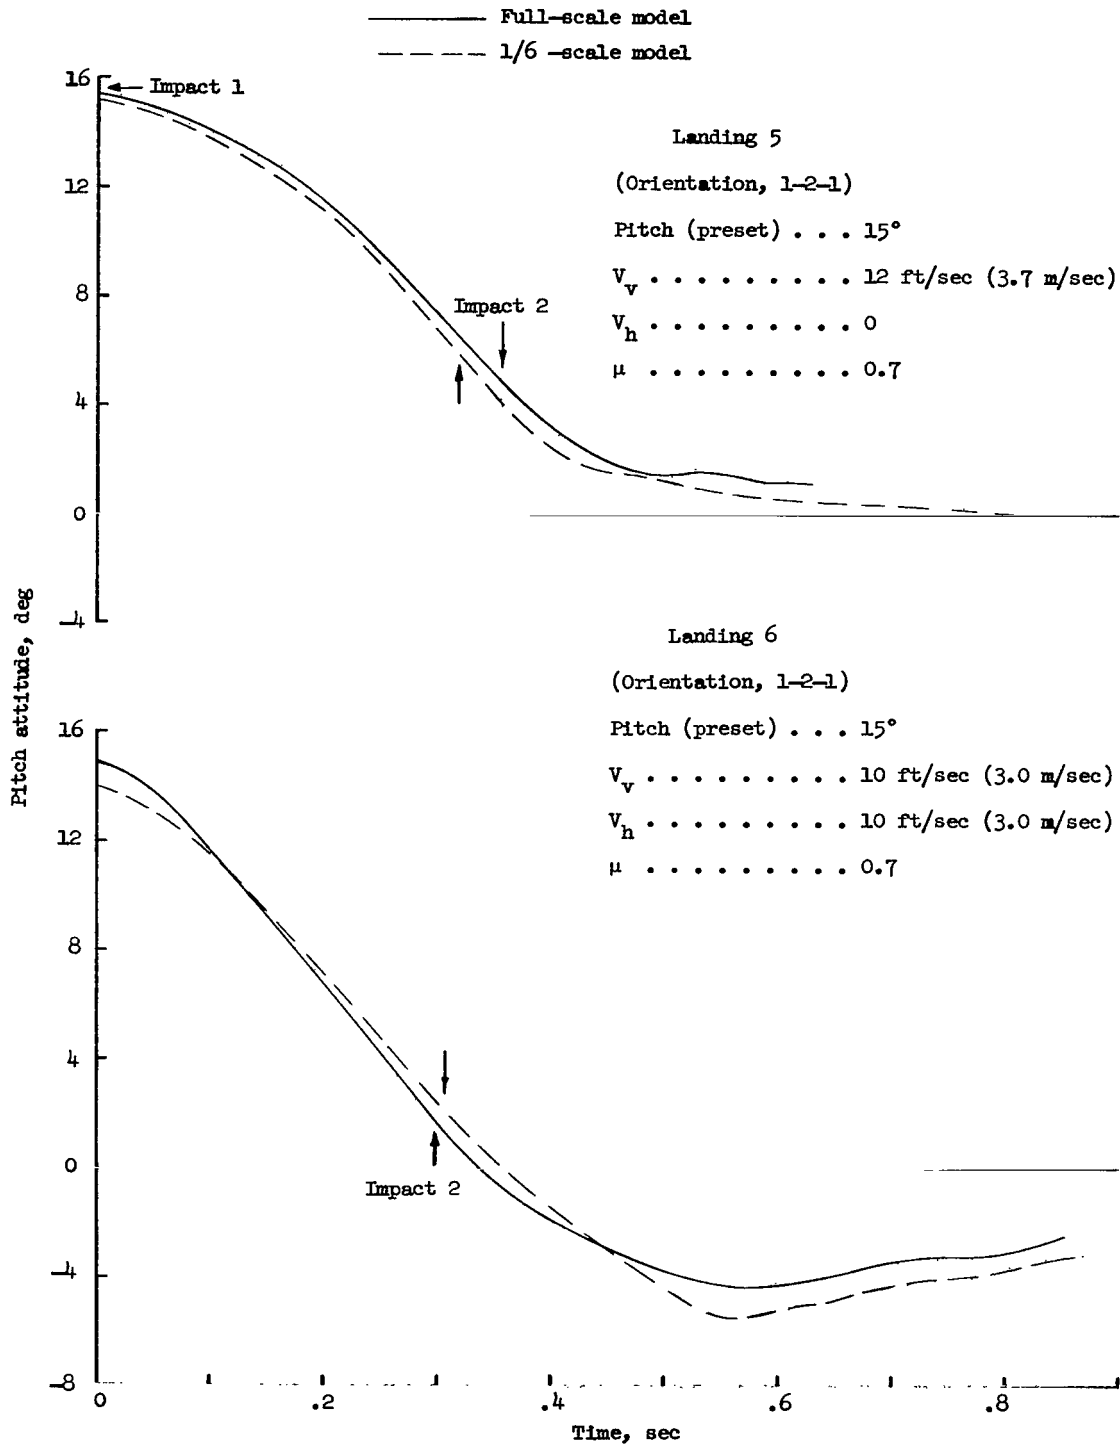 Full-scale model
1/6 -scale model
16
Impact 1
Landing 5
(Orientation, 1-2-1)
12
Pitch (preset) . . . 15°
V_v . . . . . . . . . 12 ft/sec (3.7 m/sec)
8
Impact 2
V_h . . . . . . . . . 0
μ . . . . . . . . . 0.7
4
0
-4
Pitch attitude, deg
Landing 6
(Orientation, 1-2-1)
16
Pitch (preset) . . . 15°
V_v . . . . . . . . . 10 ft/sec (3.0 m/sec)
V_h . . . . . . . . . 10 ft/sec (3.0 m/sec)
12
μ . . . . . . . . . 0.7
8
4
0
Impact 2
-4
-8
0 .2 .4 .6 .8
Time, sec